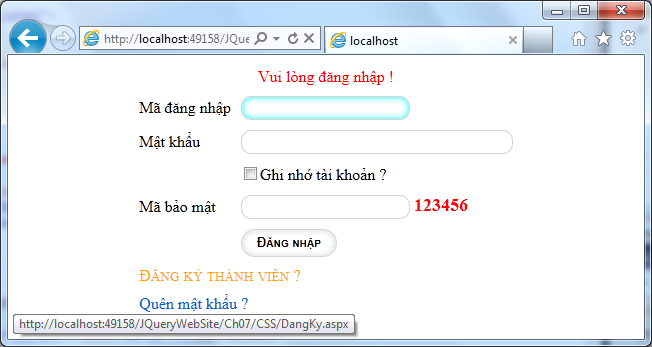 http://localhost:49158/JQue
localhost
Vui lòng đăng nhập !
Mã đăng nhập
Mật khẩu
Ghi nhớ tài khoản ?
Mã bảo mật 123456
ĐĂNG NHẬP
ĐĂNG KÝ THÀNH VIÊN ?
Quên mật khẩu ?
http://localhost:49158/JQueryWebSite/Ch07/CSS/DangKy.aspx